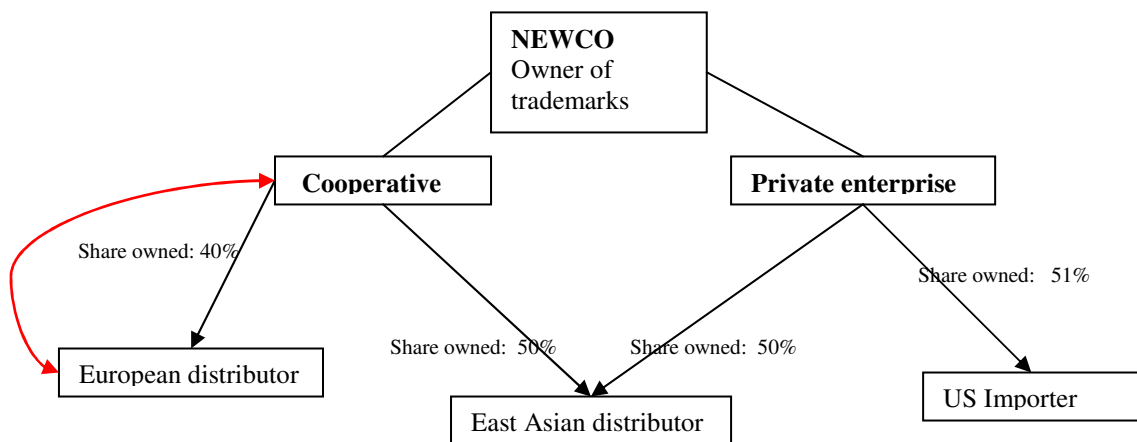 NEWCO
Owner of
trademarks
Cooperative
Private enterprise
Share owned: 40%
Share owned: 51%
Share owned: 50%
Share owned: 50%
European distributor
US Importer
East Asian distributor